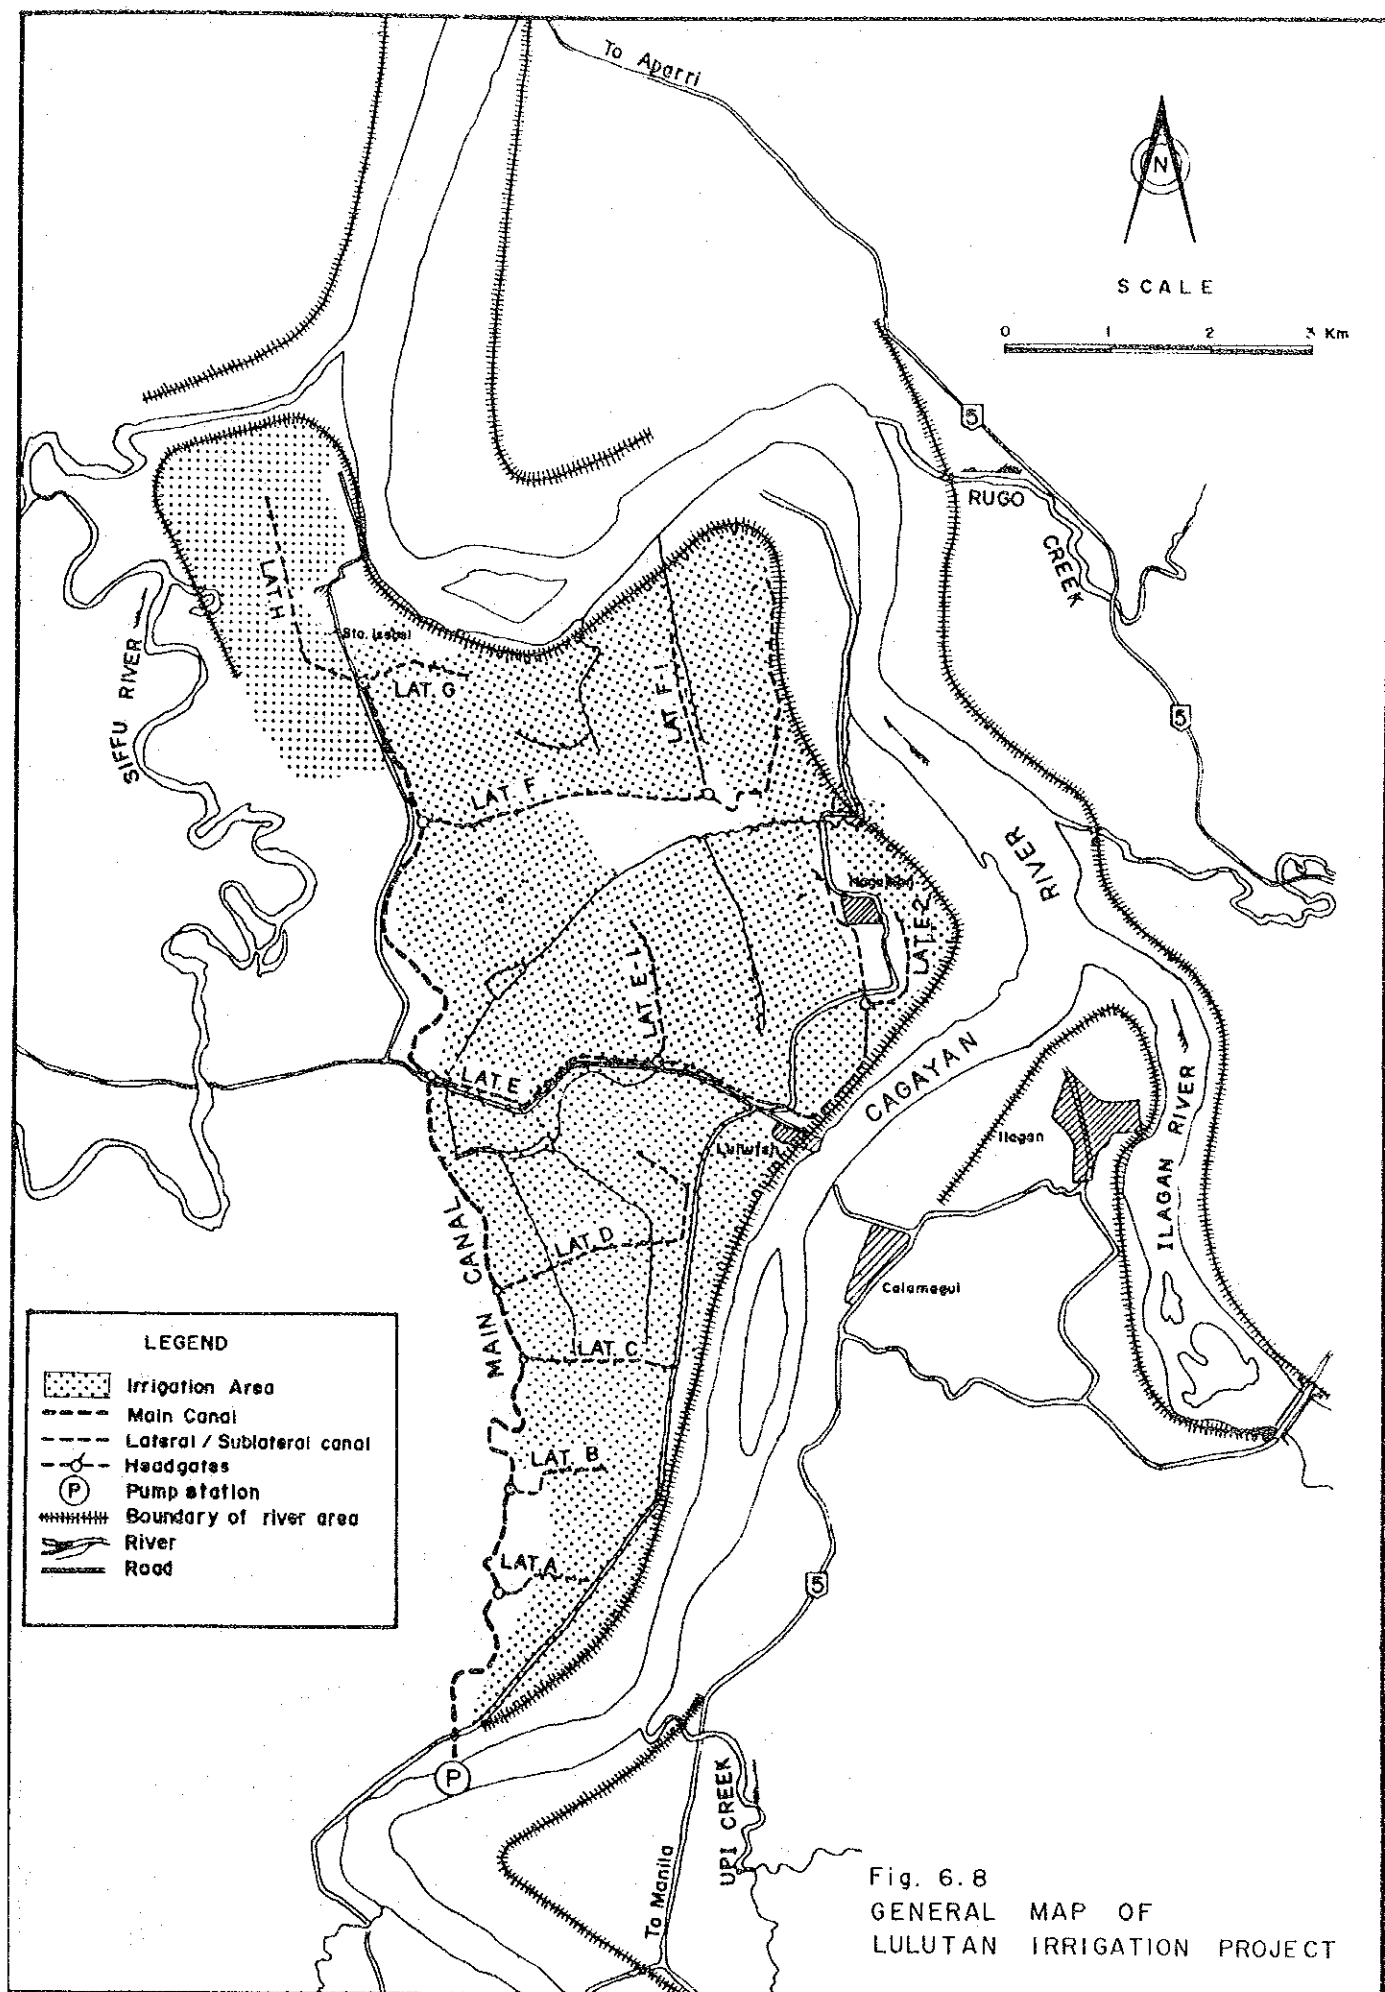 To Aparri
N
SCALE
0 1 2 3 Km
5
RUGO
CREEK
LAT. H
Sto. Isabel
LAT. G
SIFFU RIVER
LAT. F-1
5
LAT. F
RIVER
LAT. E-2
LAT. E-1
CAGAYAN
LAT. E
Ilagan
ILAGAN RIVER
Lulutan
MAIN CANAL
LAT. D
Calamagui
LAT. C
LEGEND
Irrigation Area
Main Canal
Lateral / Sublateral canal
Headgates
P Pump station
Boundary of river area
River
Road
LAT. B
LAT. A
5
P
UPI CREEK
To Manila
Fig. 6.8
GENERAL MAP OF
LULUTAN IRRIGATION PROJECT